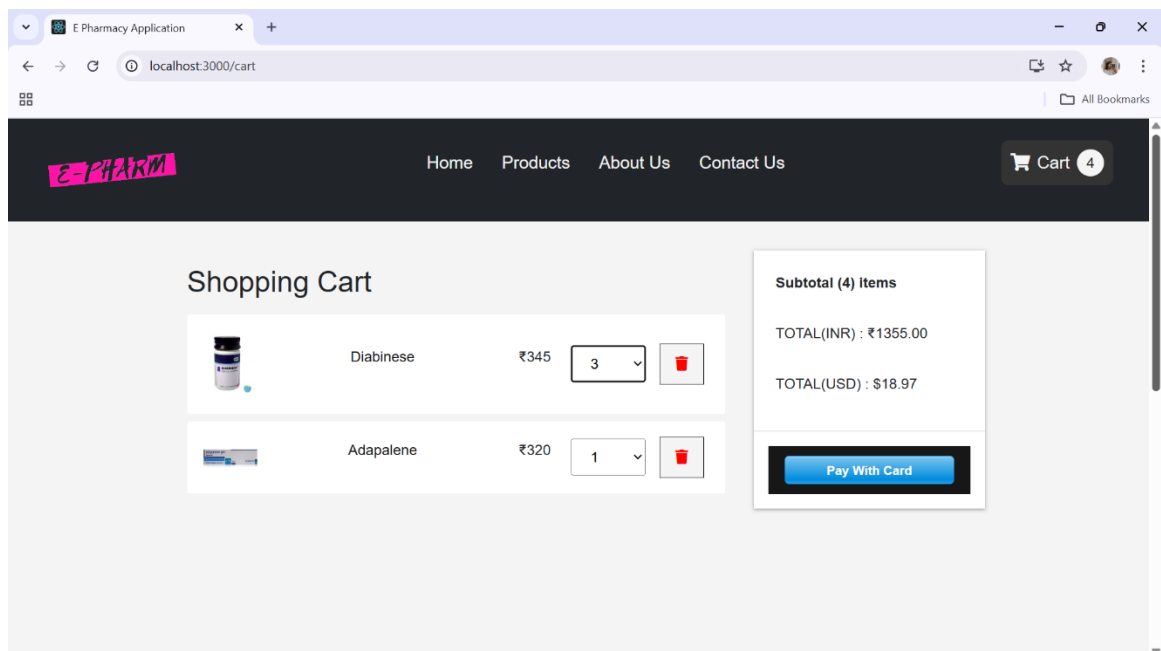 E Pharmacy Application
localhost:3000/cart
All Bookmarks
E-PHARM
Home Products About Us Contact Us
Cart 4
Shopping Cart
Diabinese ₹345 3
Adapalene ₹320 1
Subtotal (4) items
TOTAL(INR) : ₹1355.00
TOTAL(USD) : $18.97
Pay With Card